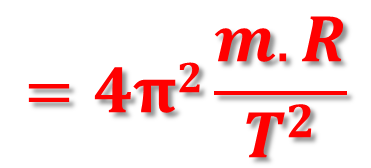 = 4π² m.R / T²